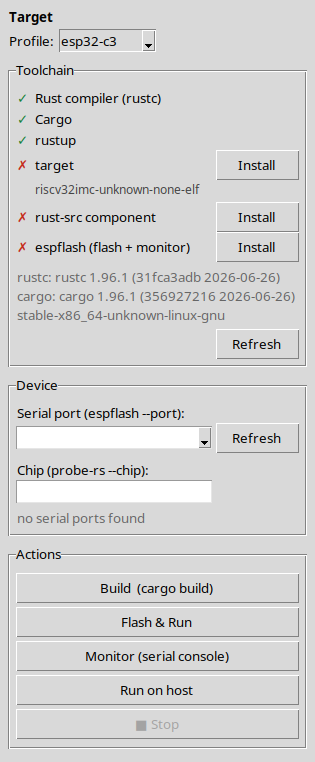 Target
Profile: esp32-c3
Toolchain
✓ Rust compiler (rustc)
✓ Cargo
✓ rustup
✗ target Install
riscv32imc-unknown-none-elf
✗ rust-src component Install
✗ espflash (flash + monitor) Install
rustc: rustc 1.96.1 (31fca3adb 2026-06-26)
cargo: cargo 1.96.1 (356927216 2026-06-26)
stable-x86_64-unknown-linux-gnu
Refresh
Device
Serial port (espflash --port):
Refresh
Chip (probe-rs --chip):
no serial ports found
Actions
Build (cargo build)
Flash & Run
Monitor (serial console)
Run on host
■ Stop